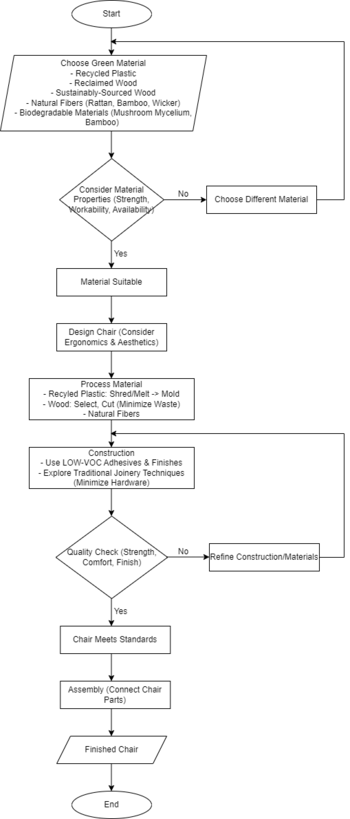 Start
Choose Green Material
- Recycled Plastic
- Reclaimed Wood
- Sustainably-Sourced Wood
- Natural Fibers (Rattan, Bamboo, Wicker)
- Biodegradable Materials (Mushroom Mycelium,
Bamboo)
Consider Material
Properties (Strength,
Workability, Availability)
No
Choose Different Material
Yes
Material Suitable
Design Chair (Consider
Ergonomics & Aesthetics)
Process Material
- Recyled Plastic: Shred/Melt -> Mold
- Wood: Select, Cut (Minimize Waste)
- Natural Fibers
Construction
- Use LOW-VOC Adhesives & Finishes
- Explore Traditional Joinery Techniques
(Minimize Hardware)
Quality Check (Strength,
Comfort, Finish)
No
Refine Construction/Materials
Yes
Chair Meets Standards
Assembly (Connect Chair
Parts)
Finished Chair
End